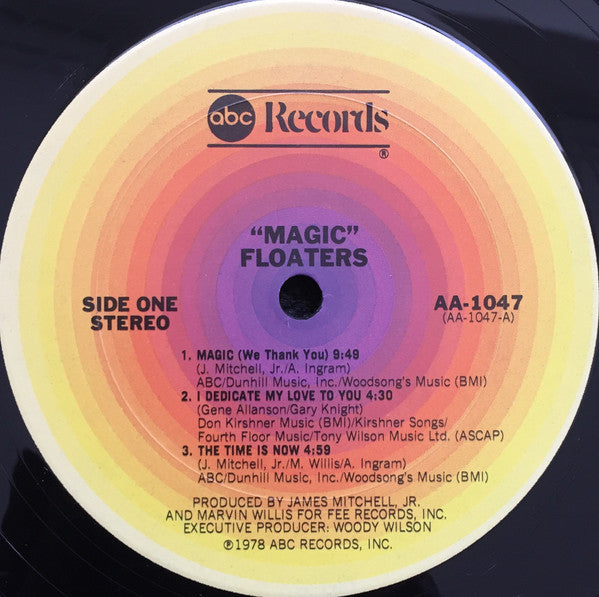 abc Records
®
"MAGIC"
FLOATERS
SIDE ONE
STEREO
AA-1047
(AA-1047-A)
1. MAGIC (We Thank You) 9:49
(J. Mitchell, Jr./A. Ingram)
ABC/Dunhill Music, Inc./Woodsong's Music (BMI)
2. I DEDICATE MY LOVE TO YOU 4:30
(Gene Allanson/Gary Knight)
Don Kirshner Music (BMI)/Kirshner Songs/
Fourth Floor Music/Tony Wilson Music Ltd. (ASCAP)
3. THE TIME IS NOW 4:59
(J. Mitchell, Jr./M. Willis/A. Ingram)
ABC/Dunhill Music, Inc./Woodsong's Music (BMI)
PRODUCED BY JAMES MITCHELL, JR.
AND MARVIN WILLIS FOR FEE RECORDS, INC.
EXECUTIVE PRODUCER: WOODY WILSON
℗1978 ABC RECORDS, INC.